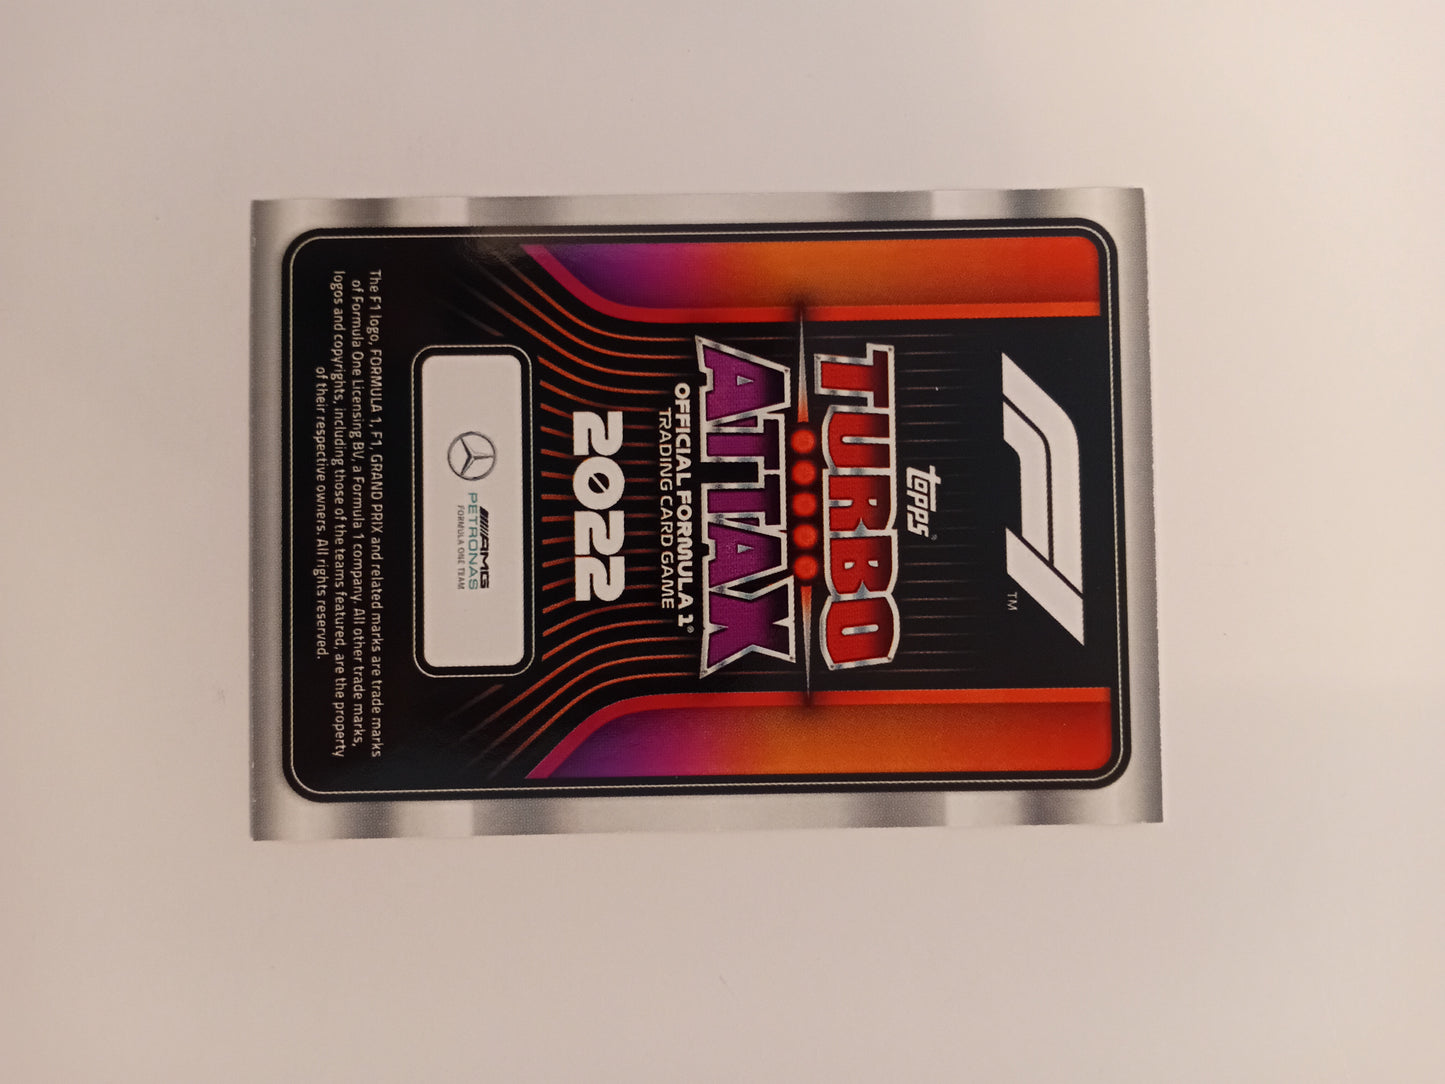 F1
TM
topps®
TURBO
ATTAX
OFFICIAL FORMULA 1®
TRADING CARD GAME
2022
AMG
PETRONAS
FORMULA ONE TEAM
The F1 logo, FORMULA 1, F1, GRAND PRIX and related marks are trade marks
of Formula One Licensing BV, a Formula 1 company. All other trade marks,
logos and copyrights, including those of the teams featured, are the property
of their respective owners. All rights reserved.